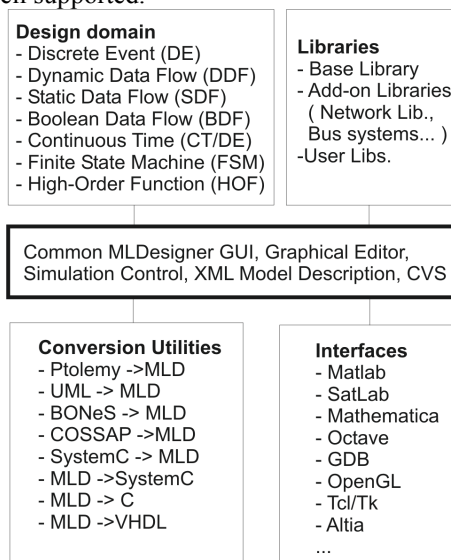 en supported.
Design domain
- Discrete Event (DE)
- Dynamic Data Flow (DDF)
- Static Data Flow (SDF)
- Boolean Data Flow (BDF)
- Continuous Time (CT/DE)
- Finite State Machine (FSM)
- High-Order Function (HOF)
Libraries
- Base Library
- Add-on Libraries
( Network Lib.,
Bus systems... )
-User Libs.
Common MLDesigner GUI, Graphical Editor,
Simulation Control, XML Model Description, CVS
Conversion Utilities
- Ptolemy ->MLD
- UML -> MLD
- BONeS -> MLD
- COSSAP ->MLD
- SystemC -> MLD
- MLD ->SystemC
- MLD -> C
- MLD ->VHDL
Interfaces
- Matlab
- SatLab
- Mathematica
- Octave
- GDB
- OpenGL
- Tcl/Tk
- Altia
...